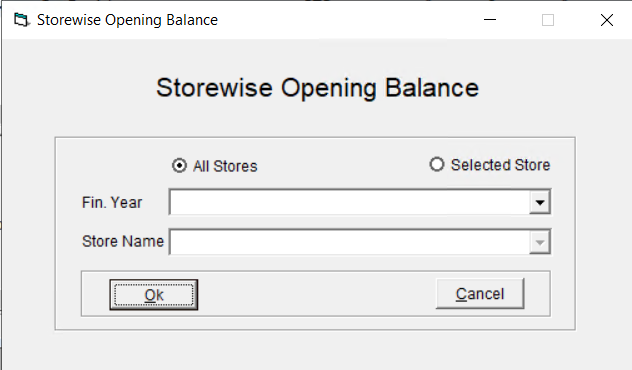 Storewise Opening Balance
Storewise Opening Balance
All Stores Selected Store
Fin. Year
Store Name
Ok Cancel